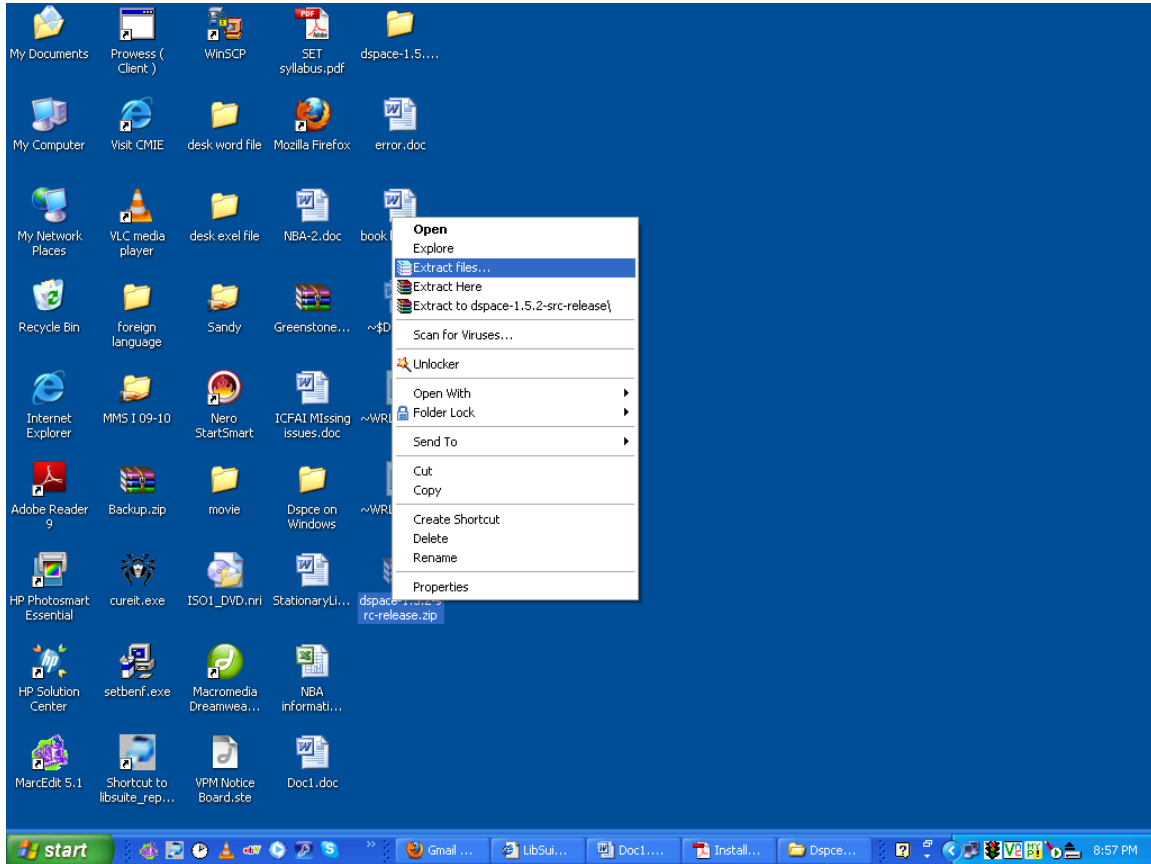 My Documents
Prowess (
Client )
WinSCP
SET
syllabus.pdf
dspace-1.5....
My Computer
Visit CMIE
desk word file
Mozilla Firefox
error.doc
My Network
Places
VLC media
player
desk exel file
NBA-2.doc
book
Recycle Bin
foreign
language
Sandy
Greenstone...
~$D
Internet
Explorer
MMS I 09-10
Nero
StartSmart
ICFAI MIssing
issues.doc
~WRL
Adobe Reader
9
Backup.zip
movie
Dspce on
Windows
~WRL
HP Photosmart
Essential
cureit.exe
ISO1_DVD.nri
StationaryLi...
dspace-1.5.2-s
rc-release.zip
HP Solution
Center
setbenf.exe
Macromedia
Dreamwea...
NBA
informati...
MarcEdit 5.1
Shortcut to
libsuite_rep...
VPM Notice
Board.ste
Doc1.doc
Open
Explore
Extract files...
Extract Here
Extract to dspace-1.5.2-src-release\
Scan for Viruses...
Unlocker
Open With
Folder Lock
Send To
Cut
Copy
Create Shortcut
Delete
Rename
Properties
start
Gmail ...
LibSui...
Doc1....
Install...
Dspce...
8:57 PM